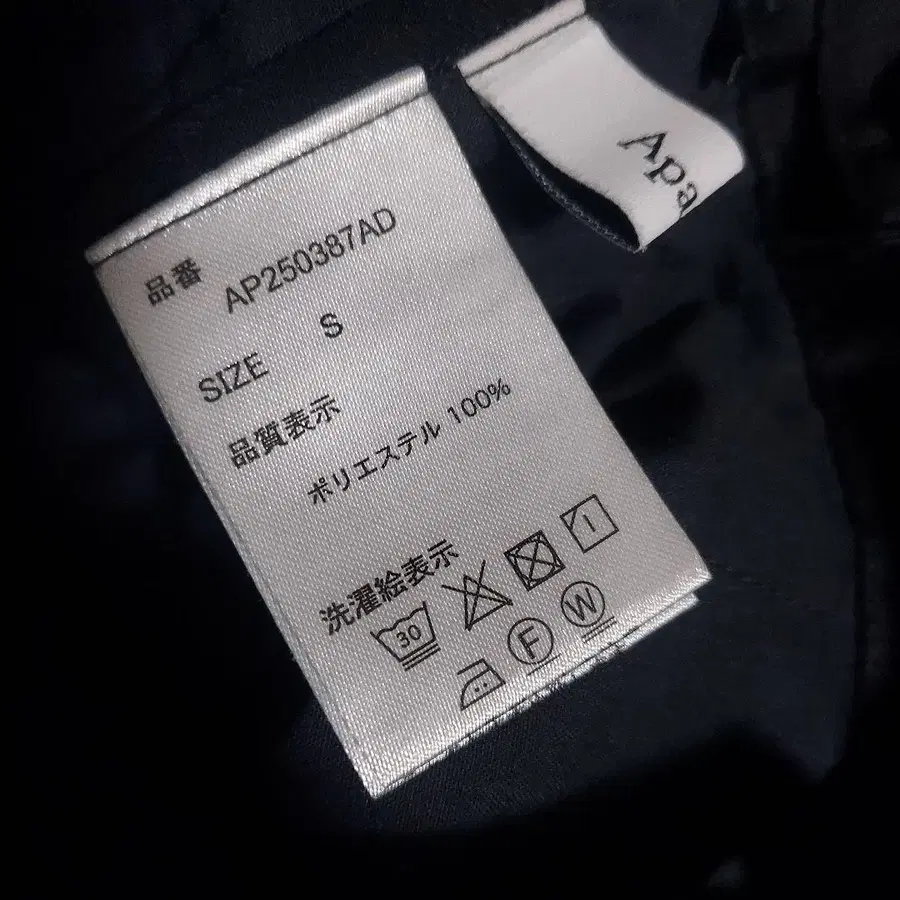 品番
AP250387AD
SIZE S
品質表示
ポリエステル 100%
洗濯絵表示
30
F W
Apa